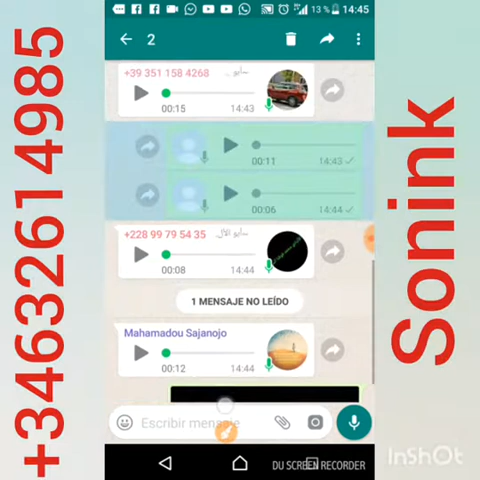 +34632614985
14:45
13 %
2
+39 351 158 4268
00:15
14:43
00:11
14:43
00:06
14:44
+228 99 79 54 35
00:08
14:44
1 MENSAJE NO LEÍDO
Mahamadou Sajanojo
00:12
14:44
Escribir mensaje
DU SCREEN RECORDER
Sonink
InShOt